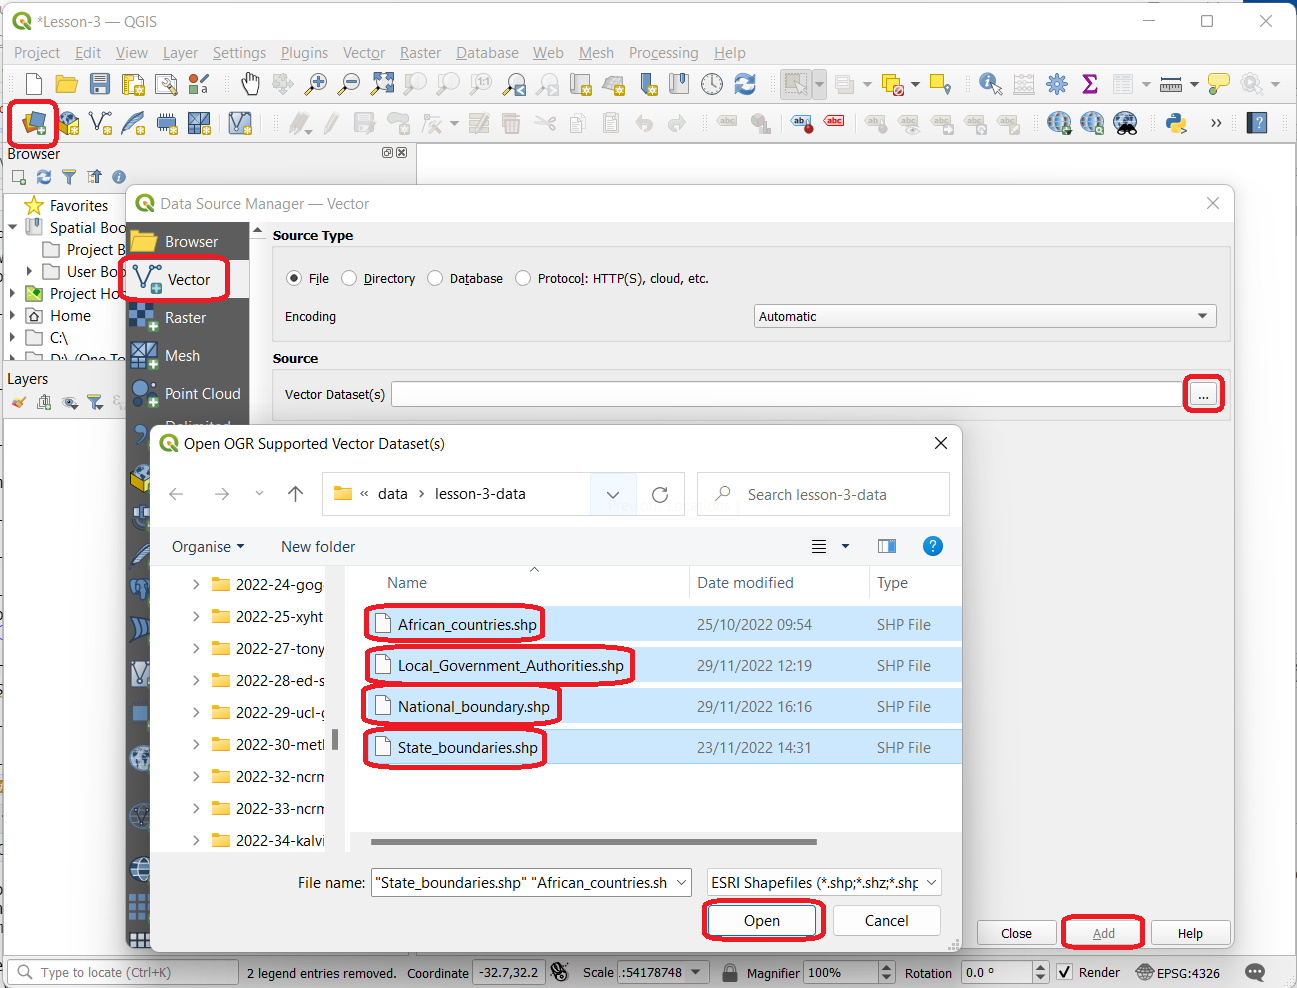 *Lesson-3 — QGIS
Project Edit View Layer Settings Plugins Vector Raster Database Web Mesh Processing Help
Browser
Favorites
Spatial Boo
Project B
User Boo
Project Ho
Home
C:\
D:\ (One To
Layers
Data Source Manager — Vector
Browser
Vector
Raster
Mesh
Point Cloud
Delimited
Source Type
File Directory Database Protocol: HTTP(S), cloud, etc.
Encoding Automatic
Source
Vector Dataset(s) ...
Open OGR Supported Vector Dataset(s)
« data › lesson-3-data
Search lesson-3-data
Organise New folder
2022-24-gog
2022-25-xyht
2022-27-tony
2022-28-ed-s
2022-29-ucl-g
2022-30-meth
2022-32-ncrm
2022-33-ncrm
2022-34-kalvi
Name Date modified Type
African_countries.shp 25/10/2022 09:54 SHP File
Local_Government_Authorities.shp 29/11/2022 12:19 SHP File
National_boundary.shp 29/11/2022 16:16 SHP File
State_boundaries.shp 23/11/2022 14:31 SHP File
File name: "State_boundaries.shp" "African_countries.sh ESRI Shapefiles (*.shp;*.shz;*.shp
Open Cancel
Close Add Help
Type to locate (Ctrl+K) 2 legend entries removed. Coordinate -32.7,32.2 Scale :54178748 Magnifier 100% Rotation 0.0 ° Render EPSG:4326